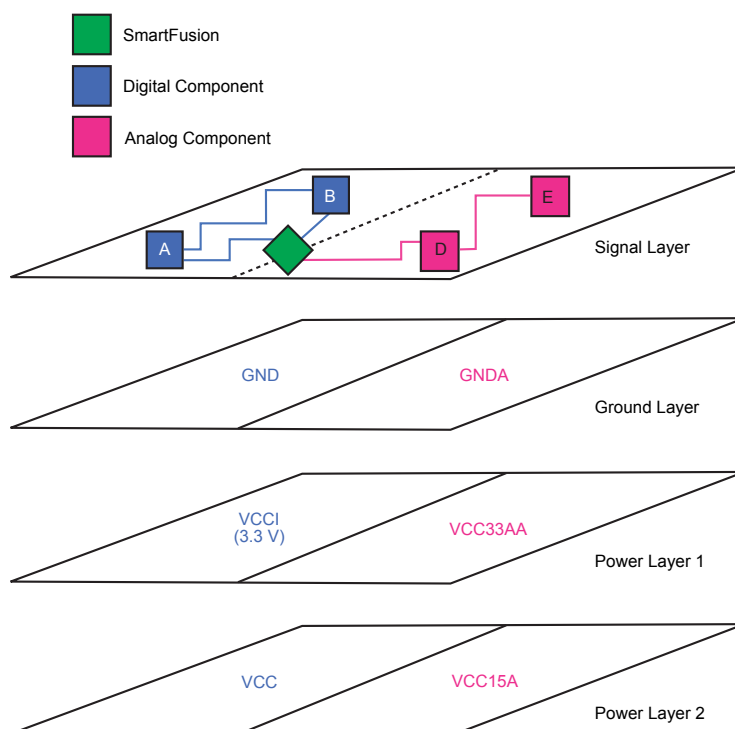 SmartFusion
Digital Component
Analog Component
B
E
A
D
Signal Layer
GND
GNDA
Ground Layer
VCCI
(3.3 V)
VCC33AA
Power Layer 1
VCC
VCC15A
Power Layer 2